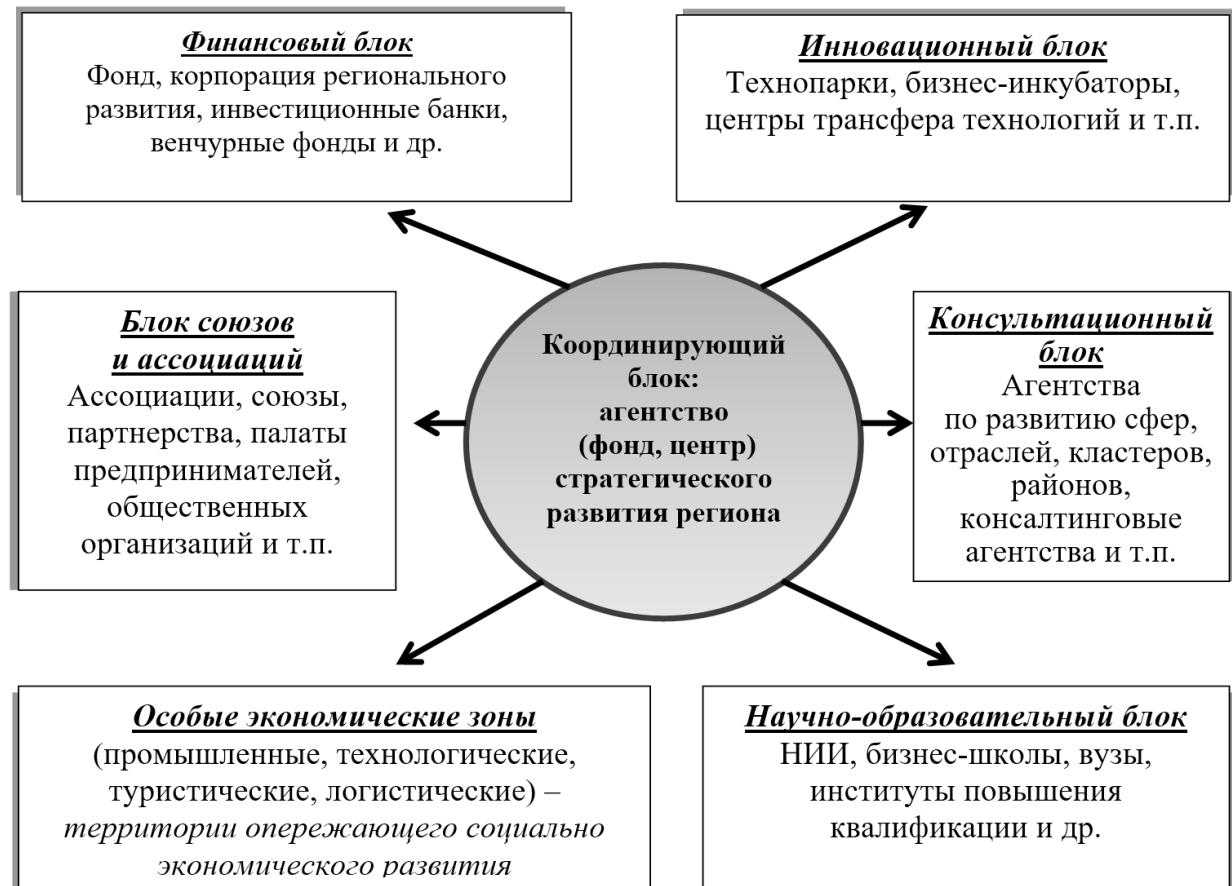 Финансовый блок
Фонд, корпорация регионального
развития, инвестиционные банки,
венчурные фонды и др.
Инновационный блок
Технопарки, бизнес-инкубаторы,
центры трансфера технологий и т.п.
Блок союзов
и ассоциаций
Ассоциации, союзы,
партнерства, палаты
предпринимателей,
общественных
организаций и т.п.
Координирующий
блок:
агентство
(фонд, центр)
стратегического
развития региона
Консультационный
блок
Агентства
по развитию сфер,
отраслей, кластеров,
районов,
консалтинговые
агентства и т.п.
Особые экономические зоны
(промышленные, технологические,
туристические, логистические) –
территории опережающего социально
экономического развития
Научно-образовательный блок
НИИ, бизнес-школы, вузы,
институты повышения
квалификации и др.